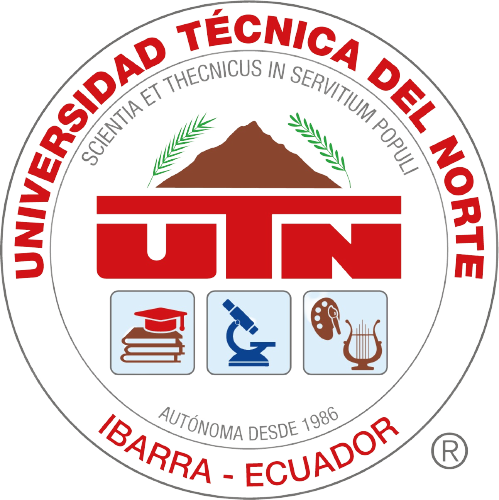 UNIVERSIDAD TÉCNICA DEL NORTE
SCIENTIA ET THECNICUS IN SERVITIUM POPULI
UTN
AUTÓNOMA DESDE 1986
IBARRA - ECUADOR
®